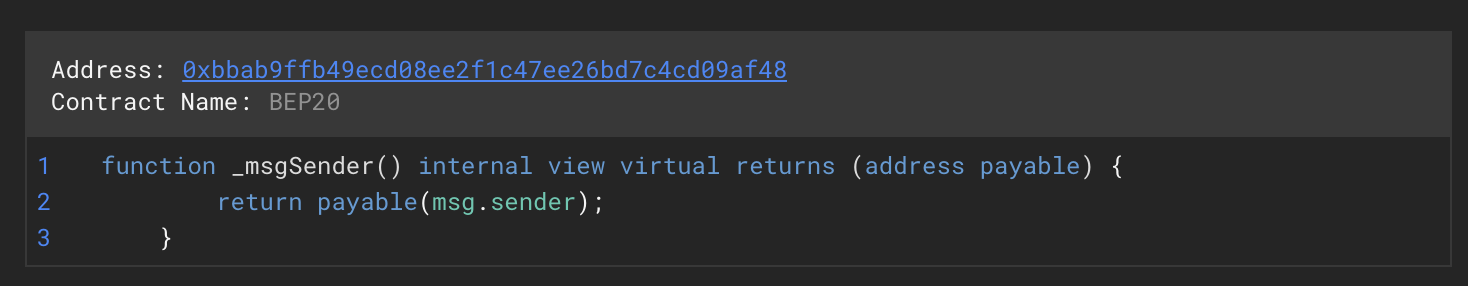 Address: 0xbbab9ffb49ecd08ee2f1c47ee26bd7c4cd09af48
Contract Name: BEP20
1 function _msgSender() internal view virtual returns (address payable) {
2 return payable(msg.sender);
3 }